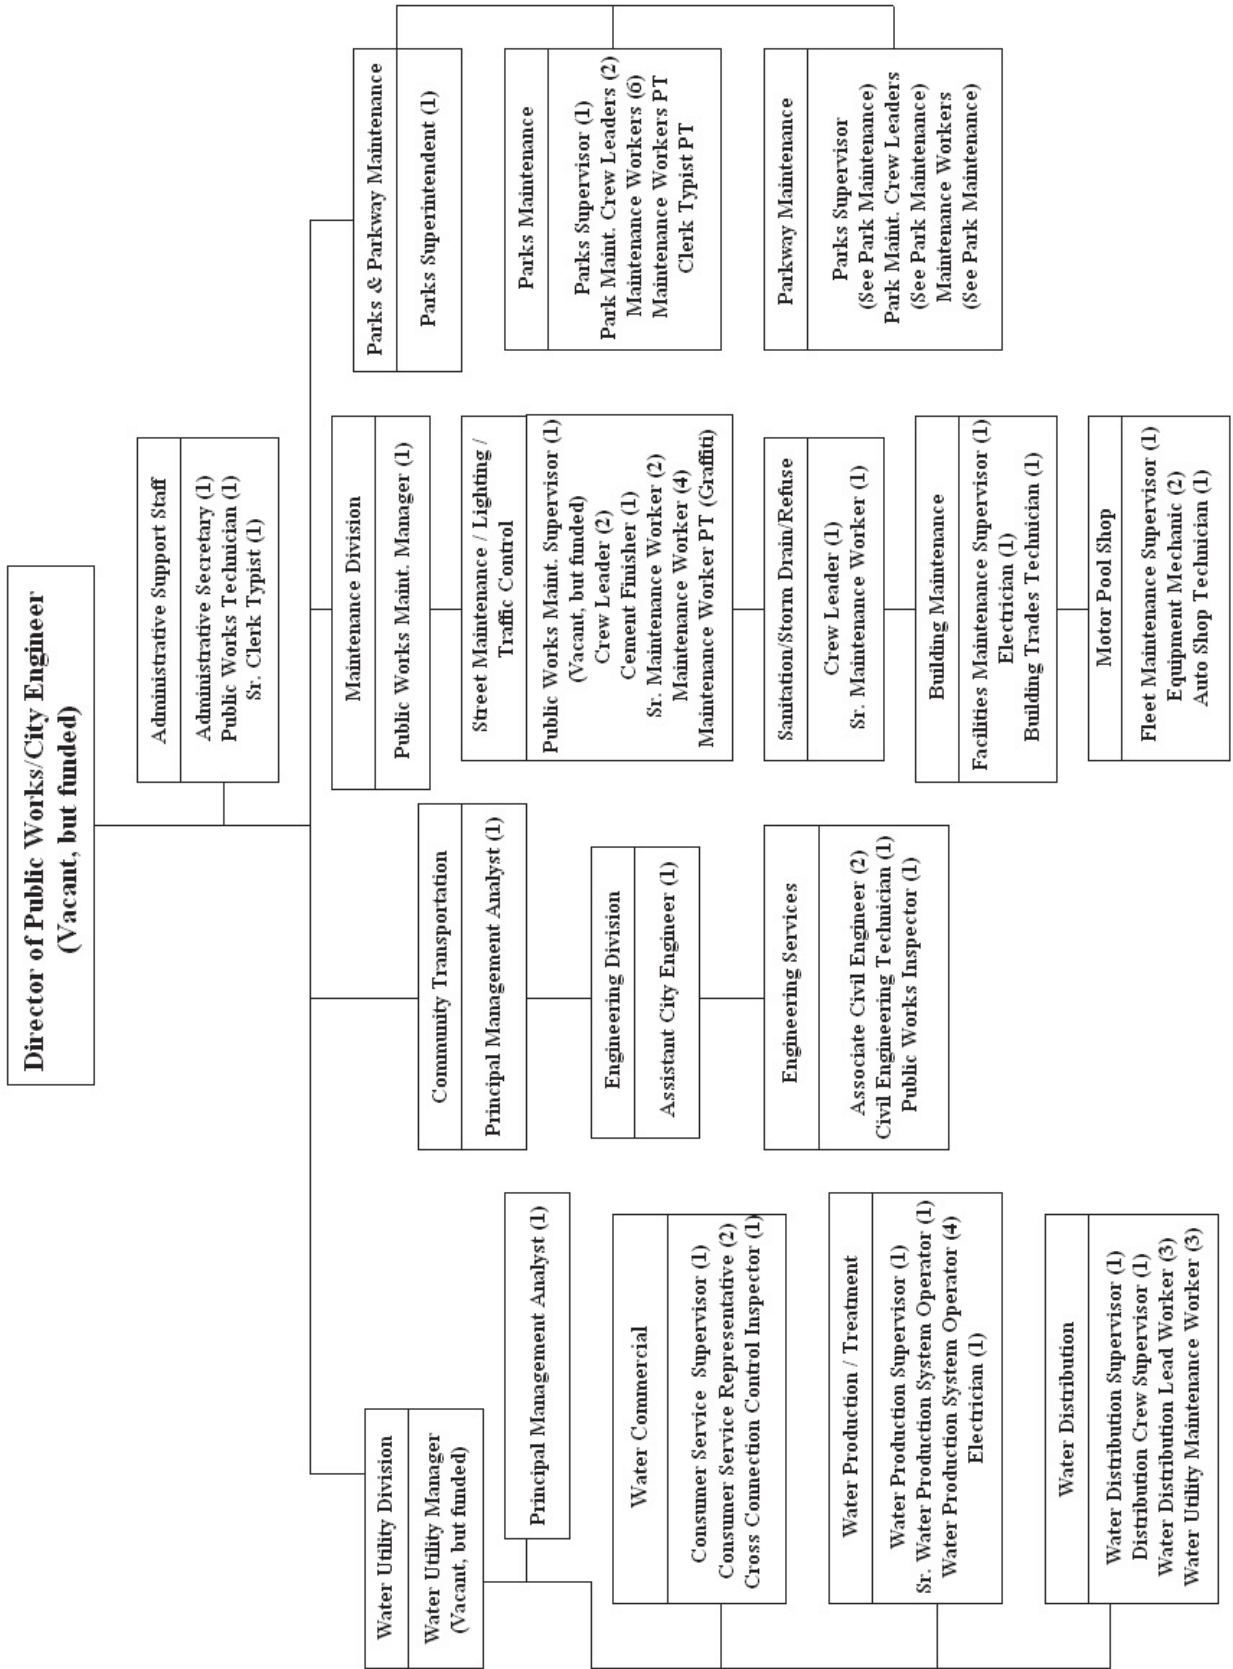 Director of Public Works/City Engineer
(Vacant, but funded)
Administrative Support Staff
Administrative Secretary (1)
Public Works Technician (1)
Sr. Clerk Typist (1)
Water Utility Division
Water Utility Manager
(Vacant, but funded)
Principal Management Analyst (1)
Water Commercial
Consumer Service Supervisor (1)
Consumer Service Representative (2)
Cross Connection Control Inspector (1)
Water Production / Treatment
Water Production Supervisor (1)
Sr. Water Production System Operator (1)
Water Production System Operator (4)
Electrician (1)
Water Distribution
Water Distribution Supervisor (1)
Distribution Crew Supervisor (1)
Water Distribution Lead Worker (3)
Water Utility Maintenance Worker (3)
Community Transportation
Principal Management Analyst (1)
Engineering Division
Assistant City Engineer (1)
Engineering Services
Associate Civil Engineer (2)
Civil Engineering Technician (1)
Public Works Inspector (1)
Maintenance Division
Public Works Maint. Manager (1)
Street Maintenance / Lighting /
Traffic Control
Public Works Maint. Supervisor (1)
(Vacant, but funded)
Crew Leader (2)
Cement Finisher (1)
Sr. Maintenance Worker (2)
Maintenance Worker (4)
Maintenance Worker PT (Graffiti)
Sanitation/Storm Drain/Refuse
Crew Leader (1)
Sr. Maintenance Worker (1)
Building Maintenance
Facilities Maintenance Supervisor (1)
Electrician (1)
Building Trades Technician (1)
Motor Pool Shop
Fleet Maintenance Supervisor (1)
Equipment Mechanic (2)
Auto Shop Technician (1)
Parks & Parkway Maintenance
Parks Superintendent (1)
Parks Maintenance
Parks Supervisor (1)
Park Maint. Crew Leaders (2)
Maintenance Workers (6)
Maintenance Workers PT
Clerk Typist PT
Parkway Maintenance
Parks Supervisor
(See Park Maintenance)
Park Maint. Crew Leaders
(See Park Maintenance)
Maintenance Workers
(See Park Maintenance)